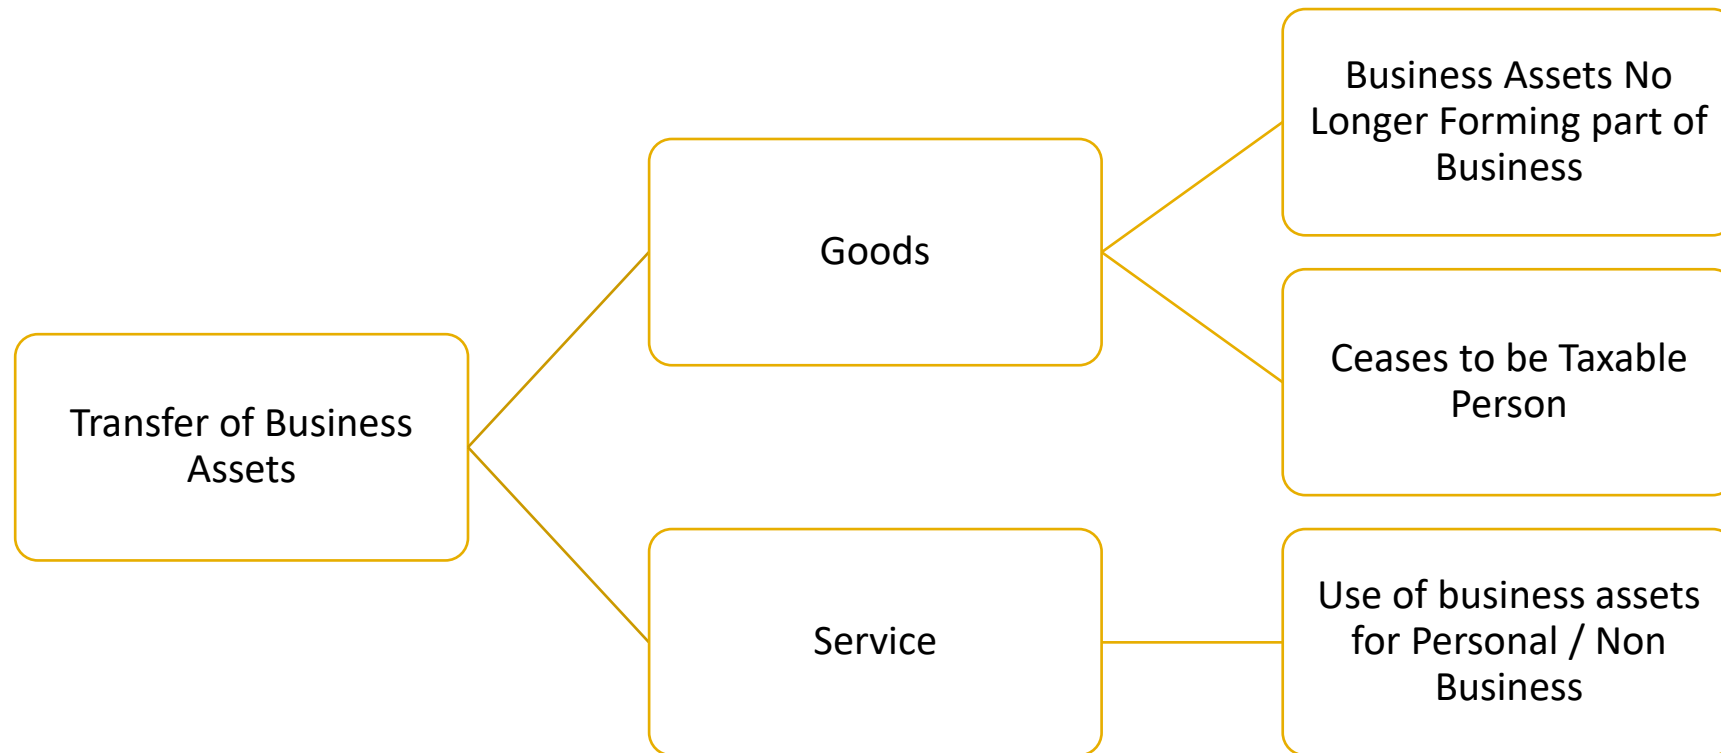 Business Assets No
Longer Forming part of
Business
Goods
Ceases to be Taxable
Person
Transfer of Business
Assets
Service
Use of business assets
for Personal / Non
Business